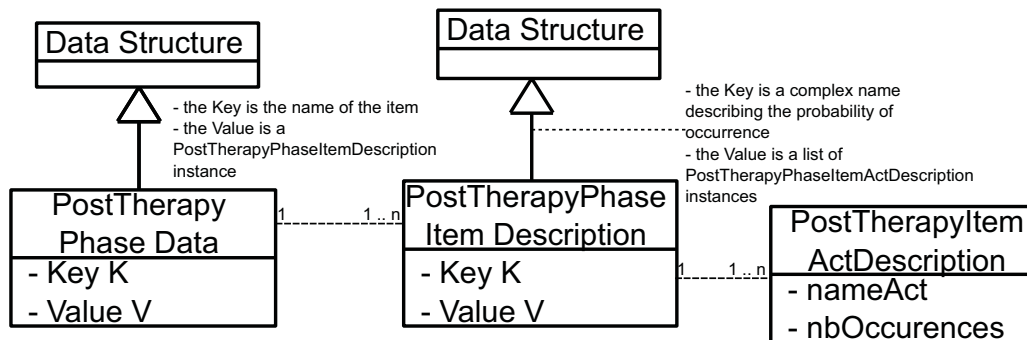 Data Structure
- the Key is the name of the item
- the Value is a
PostTherapyPhaseItemDescription
instance
PostTherapy
Phase Data
- Key K
- Value V
1
1 .. n
Data Structure
- the Key is a complex name
describing the probability of
occurrence
- the Value is a list of
PostTherapyPhaseItemActDescription
instances
PostTherapyPhase
Item Description
- Key K
- Value V
1
1 .. n
PostTherapyItem
ActDescription
- nameAct
- nbOccurences